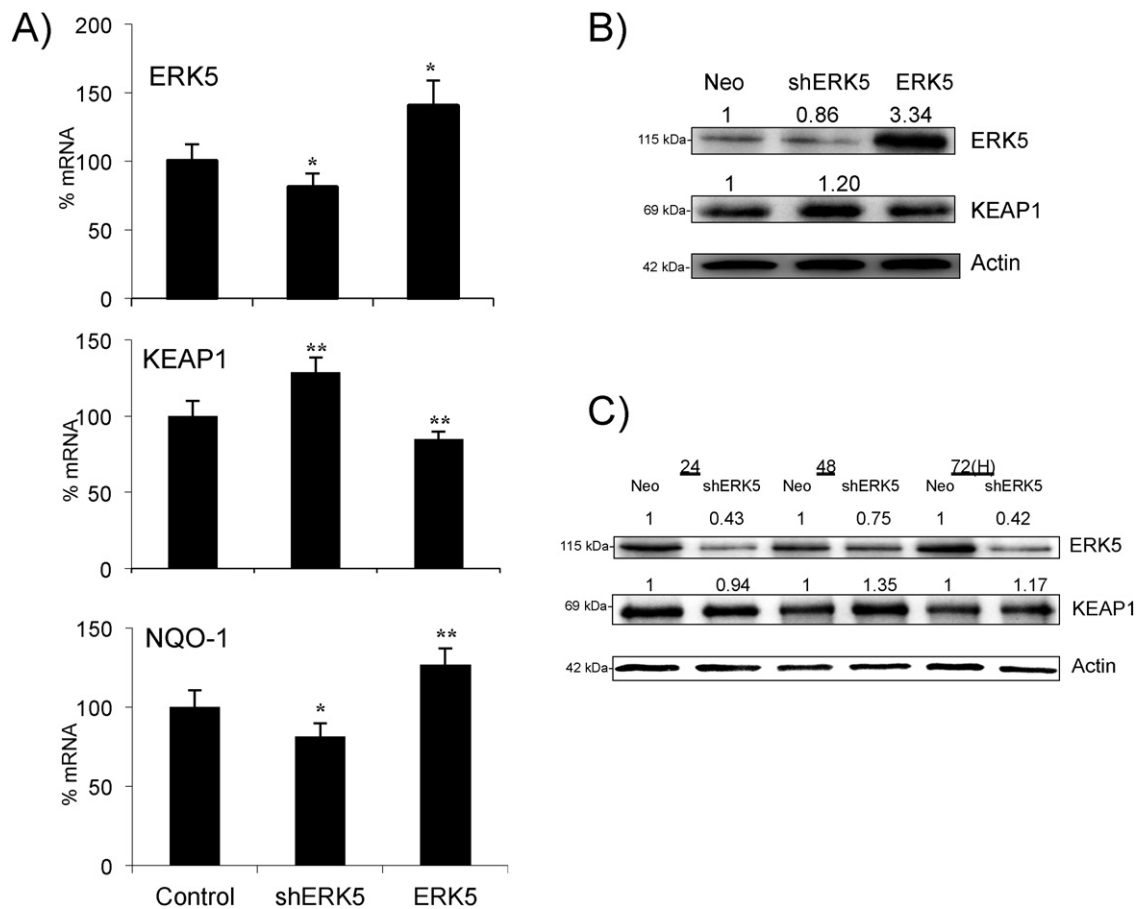 A)
200
150
100
50
0
% mRNA
ERK5
*
*
150
100
50
0
% mRNA
KEAP1
**
**
150
100
50
0
% mRNA
NQO-1
*
**
Control shERK5 ERK5
B)
Neo shERK5 ERK5
1 0.86 3.34
115 kDa- ERK5
1 1.20
69 kDa- KEAP1
42 kDa- Actin
C)
24 48 72(H)
Neo shERK5 Neo shERK5 Neo shERK5
1 0.43 1 0.75 1 0.42
115 kDa- ERK5
1 0.94 1 1.35 1 1.17
69 kDa- KEAP1
42 kDa- Actin